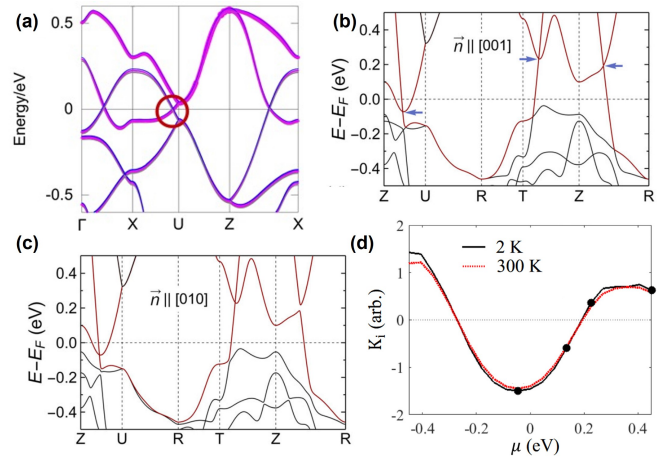 (a)
0.5
0
-0.5
Energy/eV
Γ X U Z X
(b)
n⃗ || [001]
0.4
0.2
0.0
−0.2
−0.4
E−E_F (eV)
Z U R T Z R
(c)
n⃗ || [010]
0.4
0.2
0.0
−0.2
−0.4
E−E_F (eV)
Z U R T Z R
(d)
2 K
300 K
2
1
0
-1
-2
K_i (arb.)
-0.4 -0.2 0 0.2 0.4
μ (eV)